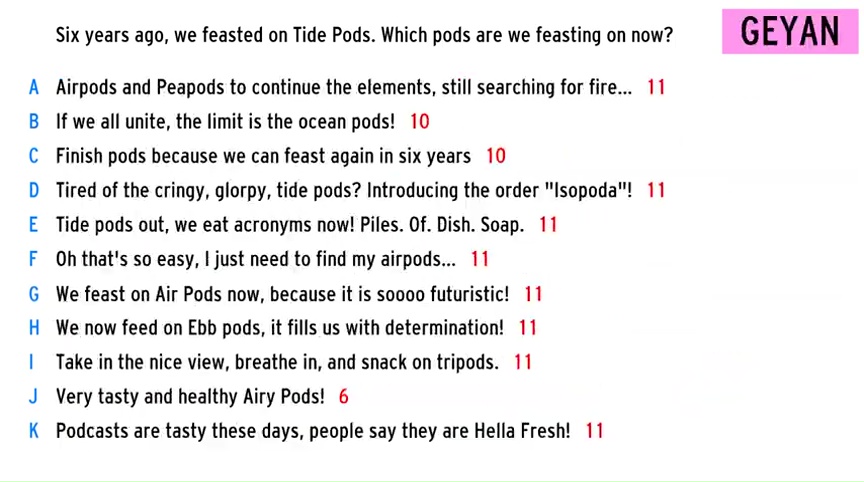 Six years ago, we feasted on Tide Pods. Which pods are we feasting on now?
GEYAN
A Airpods and Peapods to continue the elements, still searching for fire... 11
B If we all unite, the limit is the ocean pods! 10
C Finish pods because we can feast again in six years 10
D Tired of the cringy, glorpy, tide pods? Introducing the order "Isopoda"! 11
E Tide pods out, we eat acronyms now! Piles. Of. Dish. Soap. 11
F Oh that's so easy, I just need to find my airpods... 11
G We feast on Air Pods now, because it is soooo futuristic! 11
H We now feed on Ebb pods, it fills us with determination! 11
I Take in the nice view, breathe in, and snack on tripods. 11
J Very tasty and healthy Airy Pods! 6
K Podcasts are tasty these days, people say they are Hella Fresh! 11